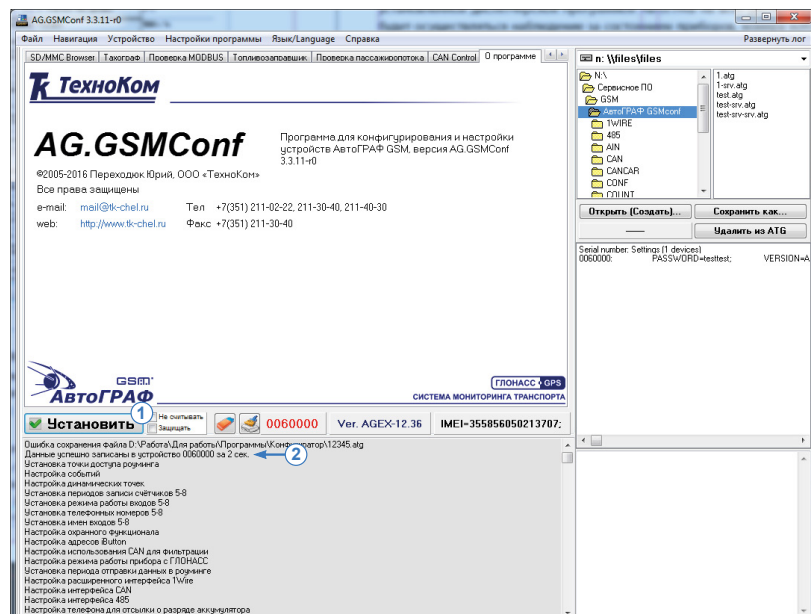 AG.GSMConf 3.3.11-r0
Файл Навигация Устройство Настройки программы Язык/Language Справка Развернуть лог
SD/MMC Browser Тахограф Проверка MODBUS Топливозаправщик Проверка пассажиропотока CAN Control О программе
ТехноКом
AG.GSMConf
Программа для конфигурирования и настройки
устройств АвтоГРАФ GSM, версия AG.GSMConf
3.3.11-r0
©2005-2016 Переходюк Юрий, ООО «ТехноКом»
Все права защищены
e-mail: mail@tk-chel.ru Тел +7(351) 211-02-22, 211-30-40, 211-40-30
web: http://www.tk-chel.ru Факс +7(351) 211-30-40
GSM
АвтоГРАФ
ГЛОНАСС GPS
СИСТЕМА МОНИТОРИНГА ТРАНСПОРТА
1
Установить
Не считывать
Защищать
0060000
Ver. AGEX-12.36
IMEI=355856050213707;
Ошибка сохранения файла D:\Работа\Для работы\Программы\Конфигуратор\12345.atg
Данные успешно записаны в устройство 0060000 за 2 сек.
2
Установка точки доступа роуминга
Настройка событий
Настройка динамических точек
Установка периодов записи счётчиков 5-8
Установка режима работы входов 5-8
Установка телефонных номеров 5-8
Установка имен входов 5-8
Настройка охранного функционала
Настройка адресов iButton
Настройка использования CAN для фильтрации
Настройка режима работы прибора с ГЛОНАСС
Установка периода отправки данных в роуминге
Настройка расширенного интерфейса 1Wire
Настройка интерфейса CAN
Настройка интерфейса 485
Настройка телефона для отсылки о разряде аккумулятора
n: \\files\files
N:\
Сервисное ПО
GSM
АвтоГРАФ GSMconf
1WIRE
485
AIN
CAN
CANCAR
CONF
COUNT
1.atg
1-srv.atg
test.atg
test-srv.atg
test-srv-srv.atg
Открыть (Создать)... Сохранить как...
----- Удалить из ATG
Serial number: Settings (1 devices)
0060000: PASSWORD=testtest; VERSION=A